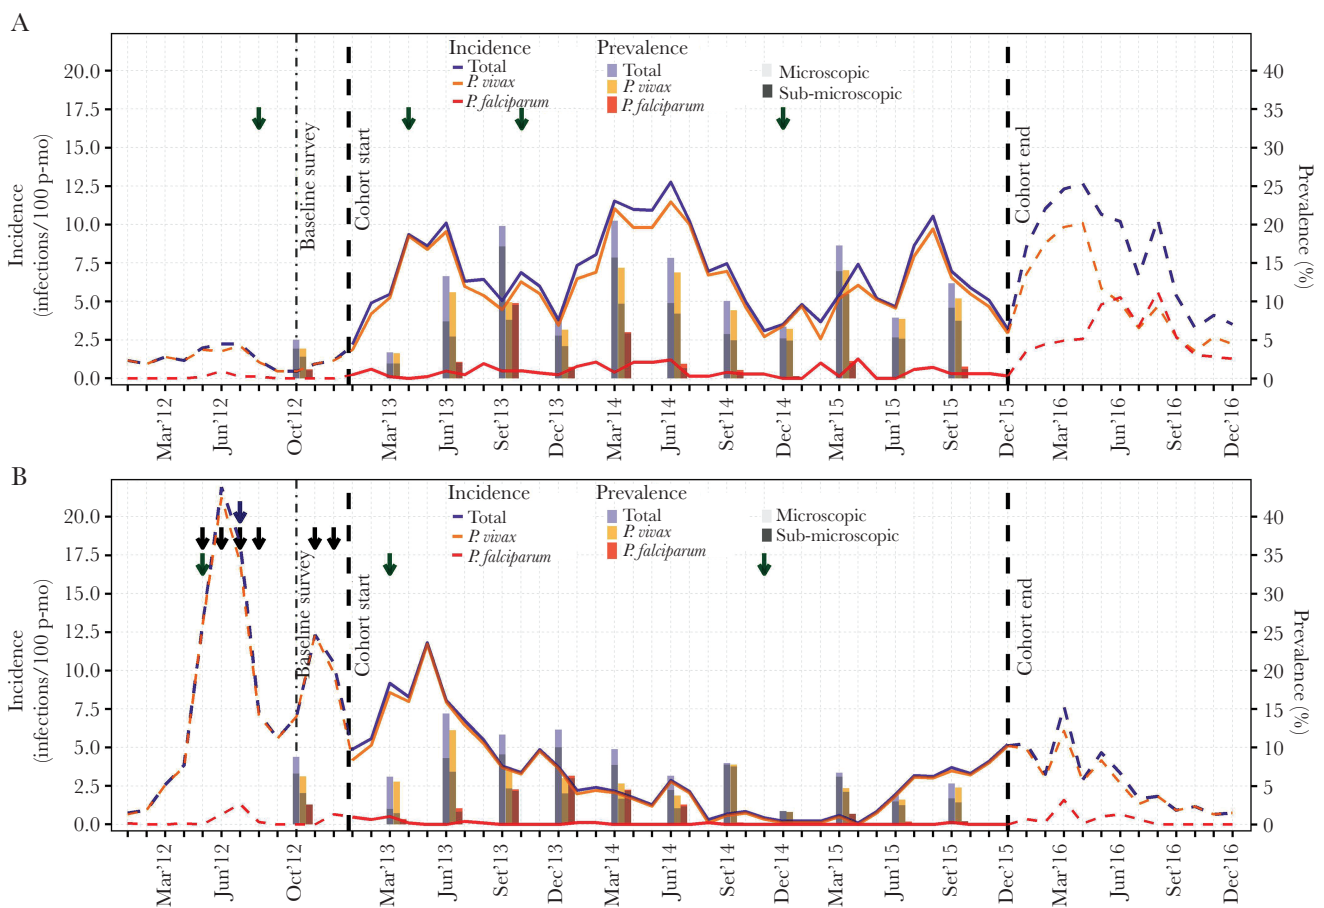 A
Incidence
Total
P. vivax
P. falciparum
Prevalence
Total
P. vivax
P. falciparum
Microscopic
Sub-microscopic
20.0
17.5
15.0
12.5
10.0
7.5
5.0
2.5
0.0
Incidence
(infections/100 p-mo)
Baseline survey
Cohort start
Cohort end
40
35
30
25
20
15
10
5
0
Prevalence (%)
Mar'12
Jun'12
Oct'12
Mar'13
Jun'13
Set'13
Dec'13
Mar'14
Jun'14
Set'14
Dec'14
Mar'15
Jun'15
Set'15
Dec'15
Mar'16
Jun'16
Set'16
Dec'16
B
Incidence
Total
P. vivax
P. falciparum
Prevalence
Total
P. vivax
P. falciparum
Microscopic
Sub-microscopic
20.0
17.5
15.0
12.5
10.0
7.5
5.0
2.5
0.0
Incidence
(infections/100 p-mo)
Baseline survey
Cohort start
Cohort end
40
35
30
25
20
15
10
5
0
Prevalence (%)
Mar'12
Jun'12
Oct'12
Mar'13
Jun'13
Set'13
Dec'13
Mar'14
Jun'14
Set'14
Dec'14
Mar'15
Jun'15
Set'15
Dec'15
Mar'16
Jun'16
Set'16
Dec'16